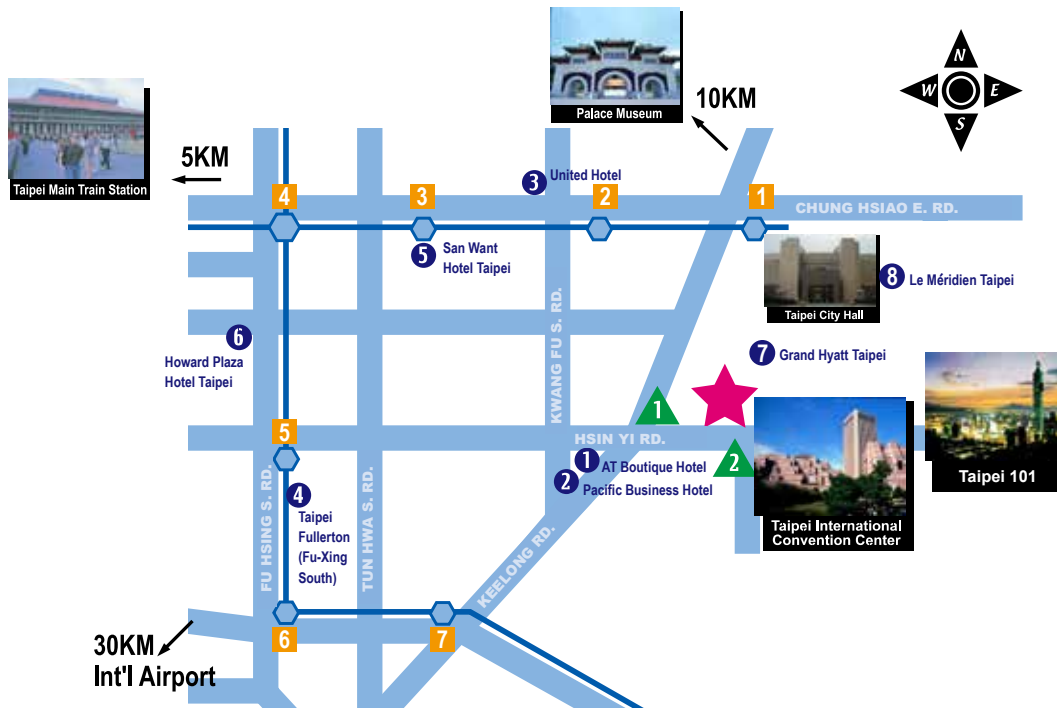 N
W
E
S
Palace Museum
10KM
Taipei Main Train Station
5KM
3
United Hotel
4
3
2
1
CHUNG HSIAO E. RD.
5
San Want
Hotel Taipei
Taipei City Hall
8
Le Méridien Taipei
6
Howard Plaza
Hotel Taipei
KWANG FU S. RD.
7
Grand Hyatt Taipei
1
HSIN YI RD.
5
1
AT Boutique Hotel
2
Pacific Business Hotel
2
Taipei 101
Taipei International
Convention Center
4
Taipei
Fullerton
(Fu-Xing
South)
FU HSING S. RD.
TUN HWA S. RD.
KEELONG RD.
6
7
30KM
Int'l Airport